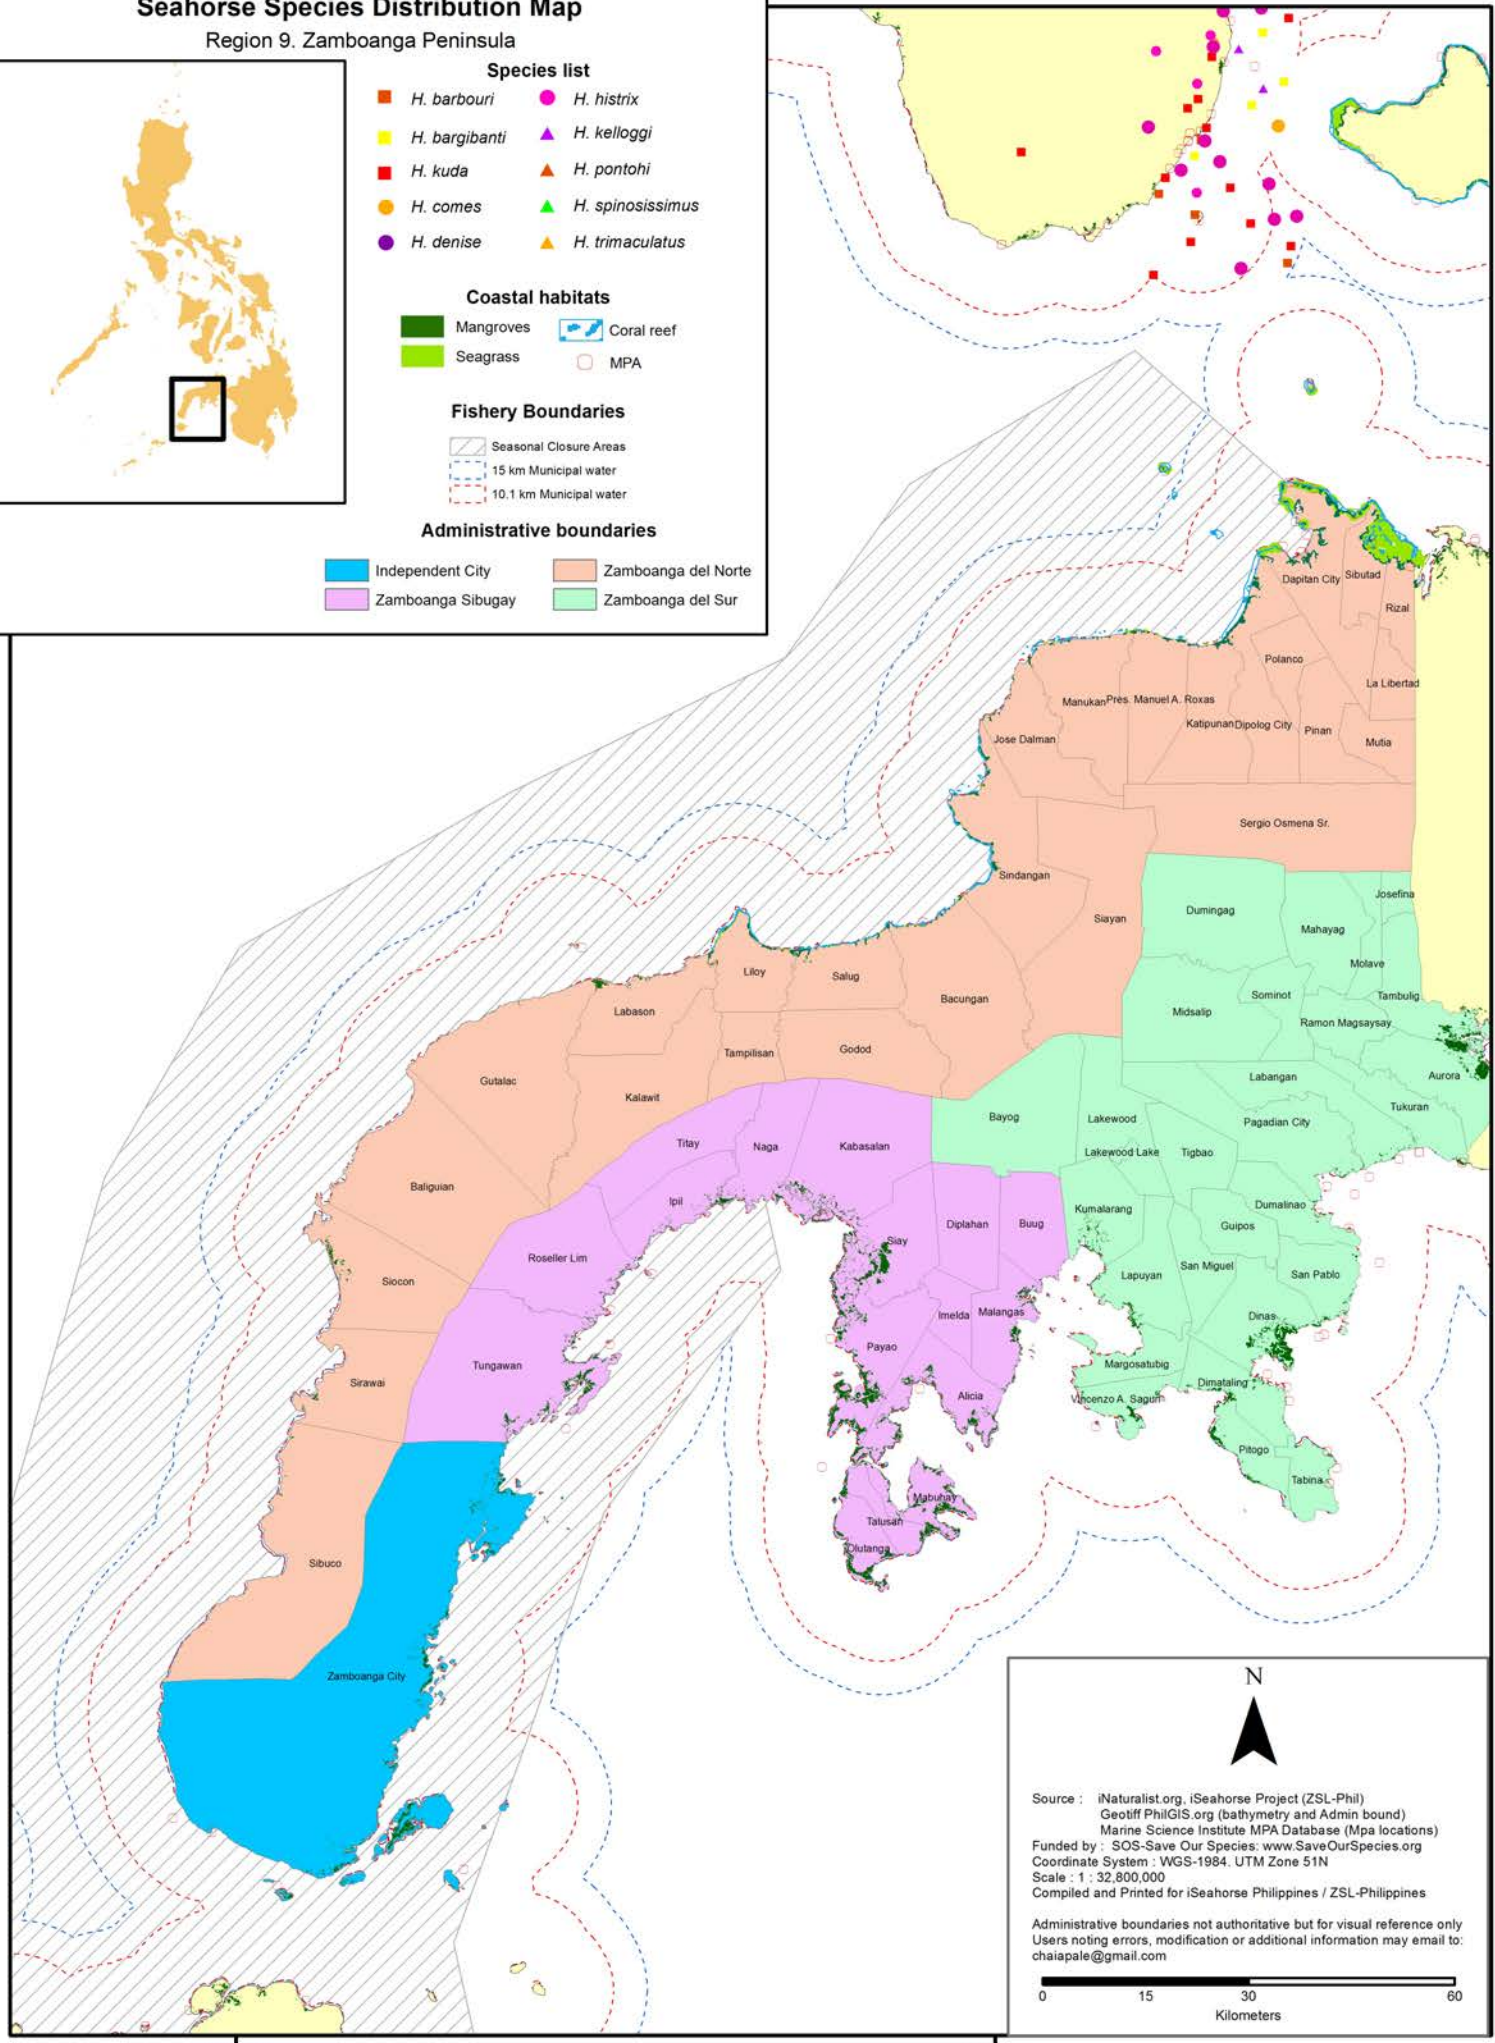 Seahorse Species Distribution Map
Region 9. Zamboanga Peninsula
Species list
H. barbouri
H. histrix
H. bargibanti
H. kelloggi
H. kuda
H. pontohi
H. comes
H. spinosissimus
H. denise
H. trimaculatus
Coastal habitats
Mangroves
Coral reef
Seagrass
MPA
Fishery Boundaries
Seasonal Closure Areas
15 km Municipal water
10.1 km Municipal water
Administrative boundaries
Independent City
Zamboanga del Norte
Zamboanga Sibugay
Zamboanga del Sur
Dapitan City
Sibutad
Rizal
Polanco
La Libertad
Manukan
Pres. Manuel A. Roxas
Katipunan
Dipolog City
Pinan
Mutia
Jose Dalman
Sergio Osmena Sr.
Sindangan
Siayan
Dumingag
Josefina
Mahayag
Molave
Liloy
Salug
Bacungan
Sominot
Tambulig
Labason
Midsalip
Ramon Magsaysay
Tampilisan
Godod
Gutalac
Kalawit
Labangan
Aurora
Bayog
Lakewood
Pagadian City
Tukuran
Titay
Naga
Kabasalan
Lakewood Lake
Tigbao
Baliguian
Ipil
Diplahan
Buug
Kumalarang
Dumalinao
Guipos
Roseller Lim
Siay
Siocon
Lapuyan
San Miguel
San Pablo
Imelda
Malangas
Dinas
Payao
Tungawan
Margosatubig
Sirawai
Alicia
Vincenzo A. Sagun
Dimataling
Pitogo
Tabina
Mabuhay
Talusan
Olutanga
Sibuco
Zamboanga City
N
Source : iNaturalist.org, iSeahorse Project (ZSL-Phil)
Geotiff PhilGIS.org (bathymetry and Admin bound)
Marine Science Institute MPA Database (Mpa locations)
Funded by : SOS-Save Our Species: www.SaveOurSpecies.org
Coordinate System : WGS-1984. UTM Zone 51N
Scale : 1 : 32,800,000
Compiled and Printed for iSeahorse Philippines / ZSL-Philippines
Administrative boundaries not authoritative but for visual reference only
Users noting errors, modification or additional information may email to:
chaiapale@gmail.com
0 15 30 60
Kilometers